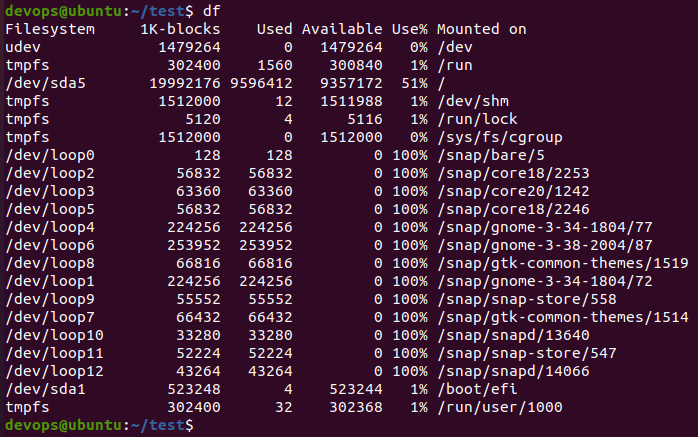 devops@ubuntu:~/test$ df
Filesystem     1K-blocks    Used Available Use% Mounted on
udev             1479264       0   1479264   0% /dev
tmpfs             302400    1560    300840   1% /run
/dev/sda5       19992176 9596412   9357172  51% /
tmpfs            1512000      12   1511988   1% /dev/shm
tmpfs               5120       4      5116   1% /run/lock
tmpfs            1512000       0   1512000   0% /sys/fs/cgroup
/dev/loop0           128     128         0 100% /snap/bare/5
/dev/loop2         56832   56832         0 100% /snap/core18/2253
/dev/loop3         63360   63360         0 100% /snap/core20/1242
/dev/loop5         56832   56832         0 100% /snap/core18/2246
/dev/loop4        224256  224256         0 100% /snap/gnome-3-34-1804/77
/dev/loop6        253952  253952         0 100% /snap/gnome-3-38-2004/87
/dev/loop8         66816   66816         0 100% /snap/gtk-common-themes/1519
/dev/loop1        224256  224256         0 100% /snap/gnome-3-34-1804/72
/dev/loop9         55552   55552         0 100% /snap/snap-store/558
/dev/loop7         66432   66432         0 100% /snap/gtk-common-themes/1514
/dev/loop10        33280   33280         0 100% /snap/snapd/13640
/dev/loop11        52224   52224         0 100% /snap/snap-store/547
/dev/loop12        43264   43264         0 100% /snap/snapd/14066
/dev/sda1         523248       4    523244   1% /boot/efi
tmpfs             302400      32    302368   1% /run/user/1000
devops@ubuntu:~/test$